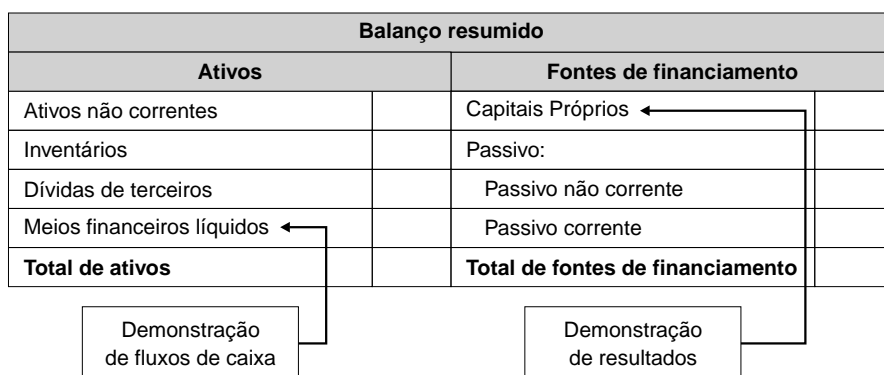 Balanço resumido
Ativos
Fontes de financiamento
Ativos não correntes
Capitais Próprios
Inventários
Passivo:
Dívidas de terceiros
Passivo não corrente
Meios financeiros líquidos
Passivo corrente
Total de ativos
Total de fontes de financiamento
Demonstração
de fluxos de caixa
Demonstração
de resultados